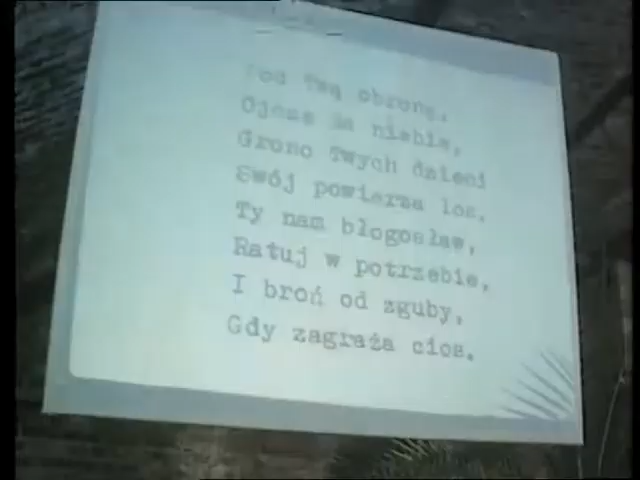 Pod Twą obronę,
Ojcze na niebie,
Grono Twych dzieci
Swój powierza los,
Ty nam błogosław,
Ratuj w potrzebie,
I broń od zguby,
Gdy zagraża cios.